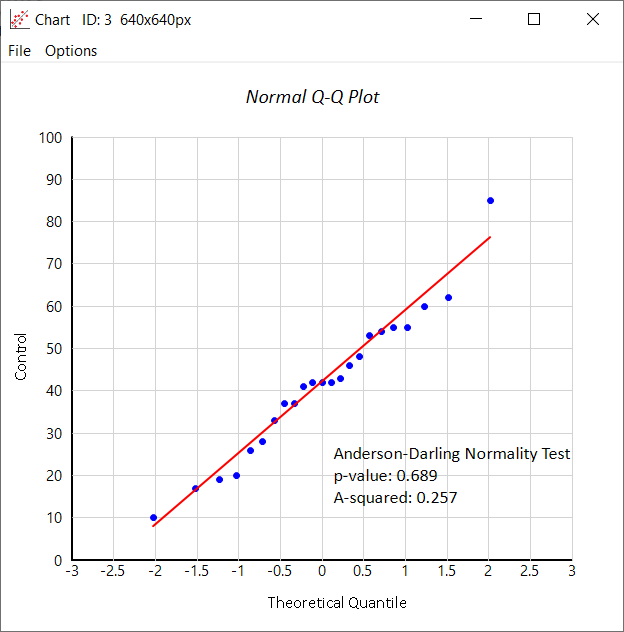 Chart ID: 3 640x640px
File Options
Normal Q-Q Plot
100
90
80
70
60
50
40
30
20
10
0
Control
Anderson-Darling Normality Test
p-value: 0.689
A-squared: 0.257
-3 -2.5 -2 -1.5 -1 -0.5 0 0.5 1 1.5 2 2.5 3
Theoretical Quantile